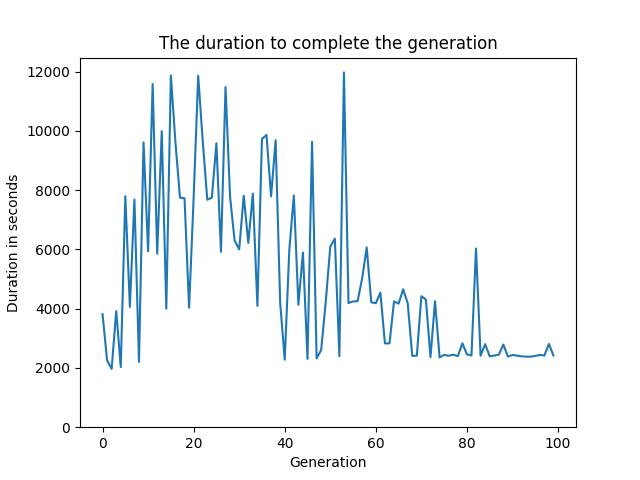 The duration to complete the generation
12000
10000
8000
6000
4000
2000
0
Duration in seconds
0 20 40 60 80 100
Generation